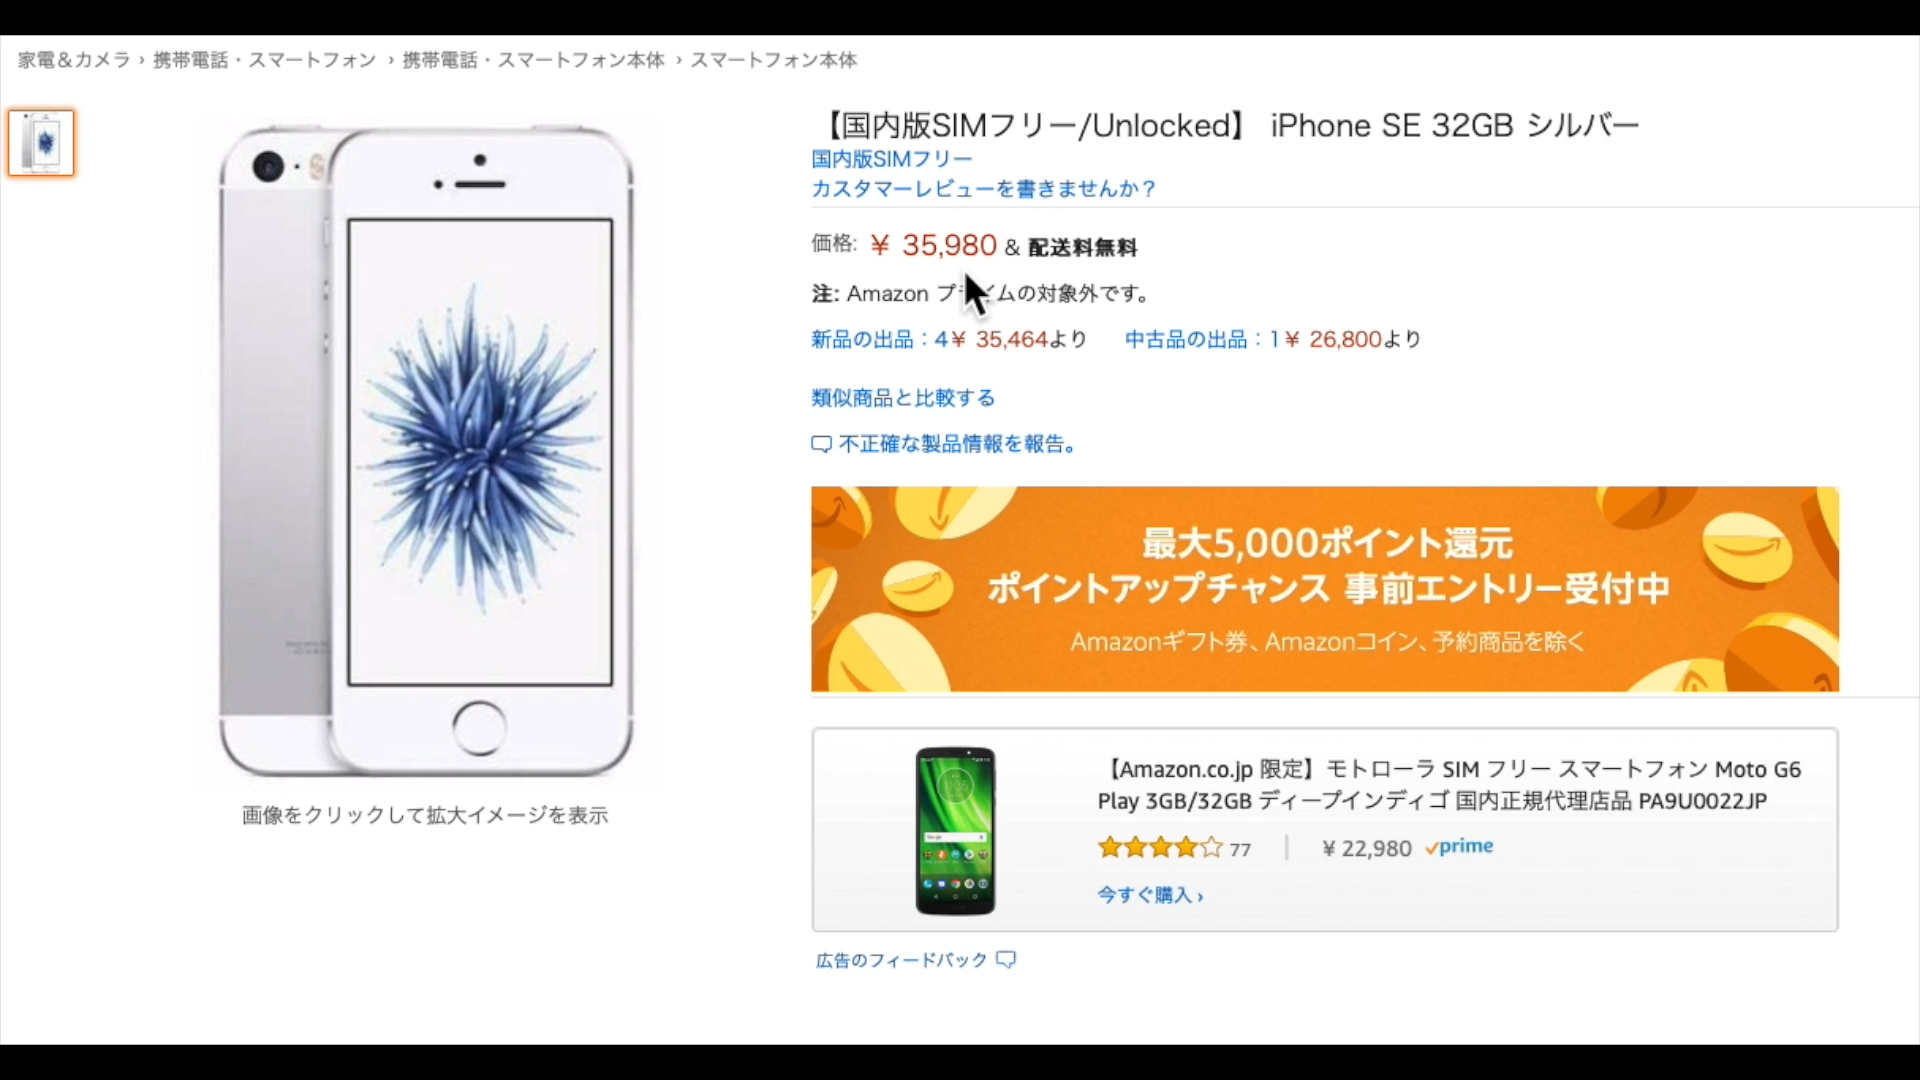 家電＆カメラ › 携帯電話・スマートフォン › 携帯電話・スマートフォン本体 › スマートフォン本体
【国内版SIMフリー/Unlocked】 iPhone SE 32GB シルバー
国内版SIMフリー
カスタマーレビューを書きませんか？
価格: ￥ 35,980 & 配送料無料
注: Amazon プライムの対象外です。
新品の出品：4￥ 35,464より 中古品の出品：1￥ 26,800より
類似商品と比較する
不正確な製品情報を報告。
最大5,000ポイント還元
ポイントアップチャンス 事前エントリー受付中
Amazonギフト券、Amazonコイン、予約商品を除く
【Amazon.co.jp 限定】モトローラ SIM フリー スマートフォン Moto G6
Play 3GB/32GB ディープインディゴ 国内正規代理店品 PA9U0022JP
77 ￥22,980 prime
今すぐ購入 ›
画像をクリックして拡大イメージを表示
広告のフィードバック